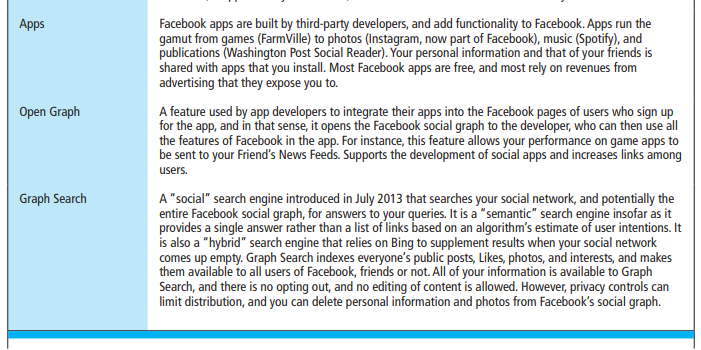 Apps
Facebook apps are built by third-party developers, and add functionality to Facebook. Apps run the
gamut from games (FarmVille) to photos (Instagram, now part of Facebook), music (Spotify), and
publications (Washington Post Social Reader). Your personal information and that of your friends is
shared with apps that you install. Most Facebook apps are free, and most rely on revenues from
advertising that they expose you to.
Open Graph
A feature used by app developers to integrate their apps into the Facebook pages of users who sign up
for the app, and in that sense, it opens the Facebook social graph to the developer, who can then use all
the features of Facebook in the app. For instance, this feature allows your performance on game apps to
be sent to your Friend's News Feeds. Supports the development of social apps and increases links among
users.
Graph Search
A "social" search engine introduced in July 2013 that searches your social network, and potentially the
entire Facebook social graph, for answers to your queries. It is a "semantic" search engine insofar as it
provides a single answer rather than a list of links based on an algorithm's estimate of user intentions. It
is also a "hybrid" search engine that relies on Bing to supplement results when your social network
comes up empty. Graph Search indexes everyone's public posts, Likes, photos, and interests, and makes
them available to all users of Facebook, friends or not. All of your information is available to Graph
Search, and there is no opting out, and no editing of content is allowed. However, privacy controls can
limit distribution, and you can delete personal information and photos from Facebook's social graph.